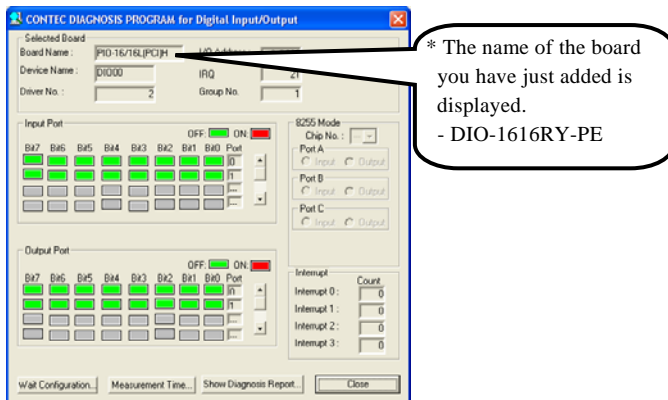 CONTEC DIAGNOSIS PROGRAM for Digital Input/Output
Selected Board
Board Name : PIO-16/16L(PCI)H
Device Name : DIO00 IRQ 21
Driver No. : 2 Group No. 1
* The name of the board
you have just added is
displayed.
- DIO-1616RY-PE
Input Port
OFF: ON:
Bit7 Bit6 Bit5 Bit4 Bit3 Bit2 Bit1 Bit0 Port
0
1
...
...
8255 Mode
Chip No. : -
Port A
Input Output
Port B
Input Output
Port C
Input Output
Output Port
OFF: ON:
Bit7 Bit6 Bit5 Bit4 Bit3 Bit2 Bit1 Bit0 Port
0
1
...
...
Interrupt
Count
Interrupt 0 : 0
Interrupt 1 : 0
Interrupt 2 : 0
Interrupt 3 : 0
Wait Configuration... Measurement Time... Show Diagnosis Report... Close